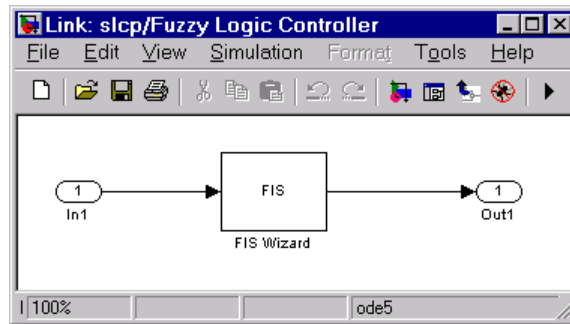 Link: slcp/Fuzzy Logic Controller
File Edit View Simulation Format Tools Help
1
In1
FIS
FIS Wizard
1
Out1
100% ode5